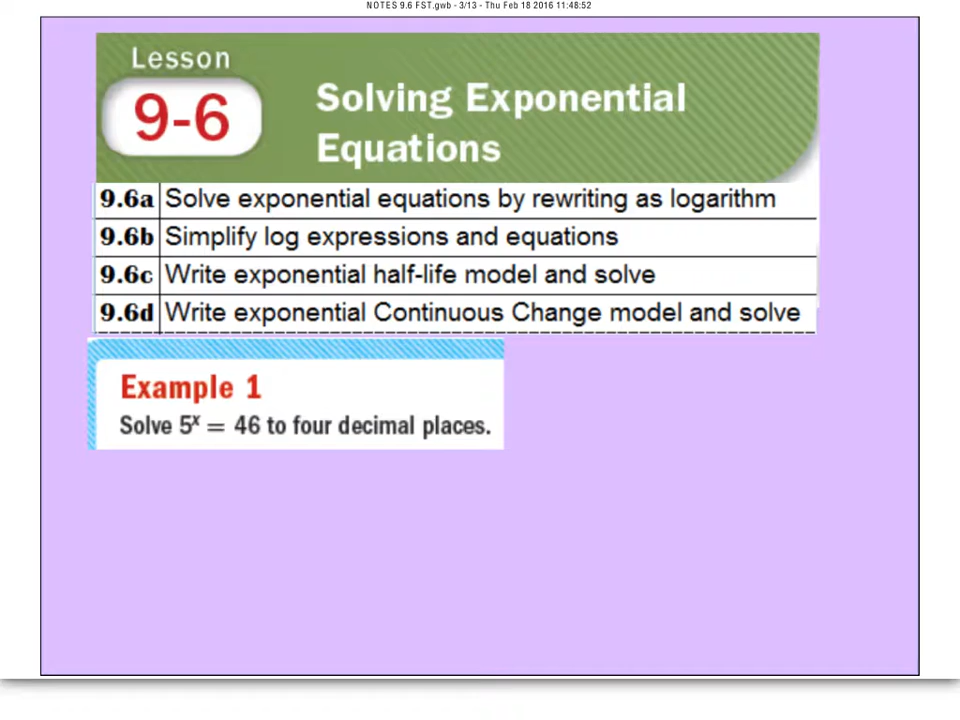 NOTES 9.6 FST.gwb - 3/13 - Thu Feb 18 2016 11:48:52
Lesson
9-6
Solving Exponential
Equations
9.6a Solve exponential equations by rewriting as logarithm
9.6b Simplify log expressions and equations
9.6c Write exponential half-life model and solve
9.6d Write exponential Continuous Change model and solve
Example 1
Solve 5ˣ = 46 to four decimal places.